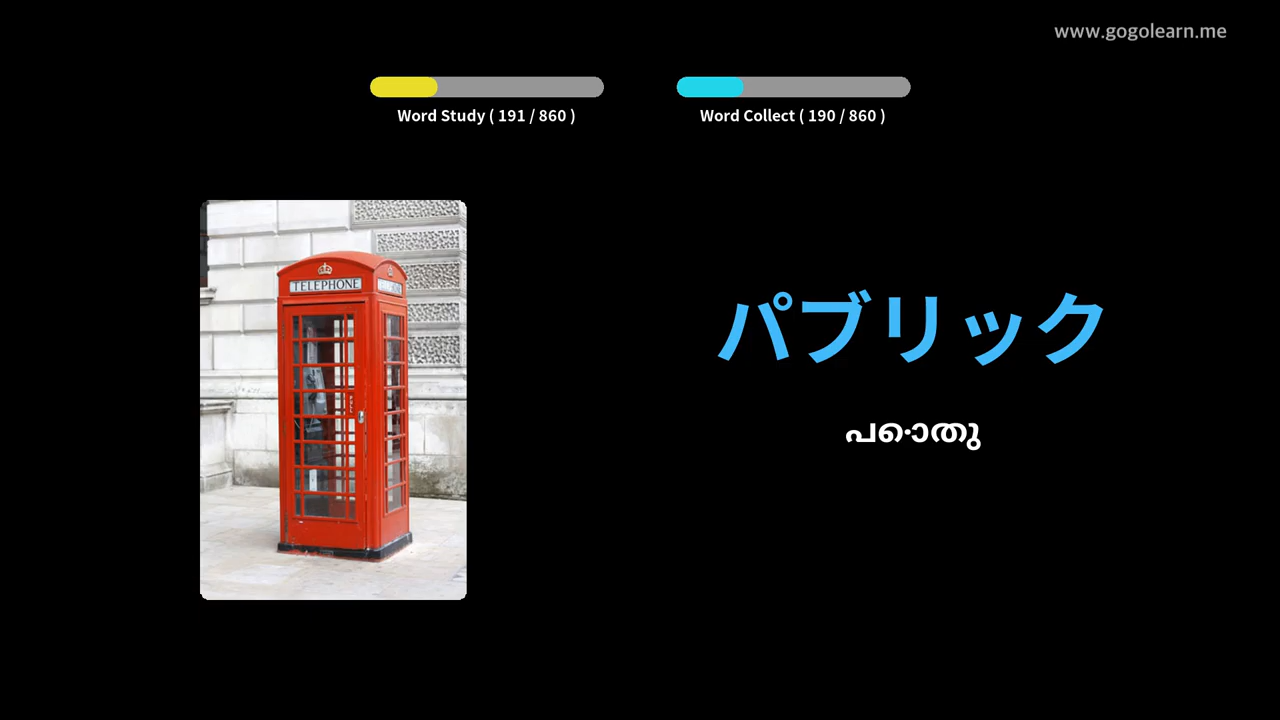 www.gogolearn.me
Word Study ( 191 / 860 )
Word Collect ( 190 / 860 )
TELEPHONE
パブリック
പൊതു